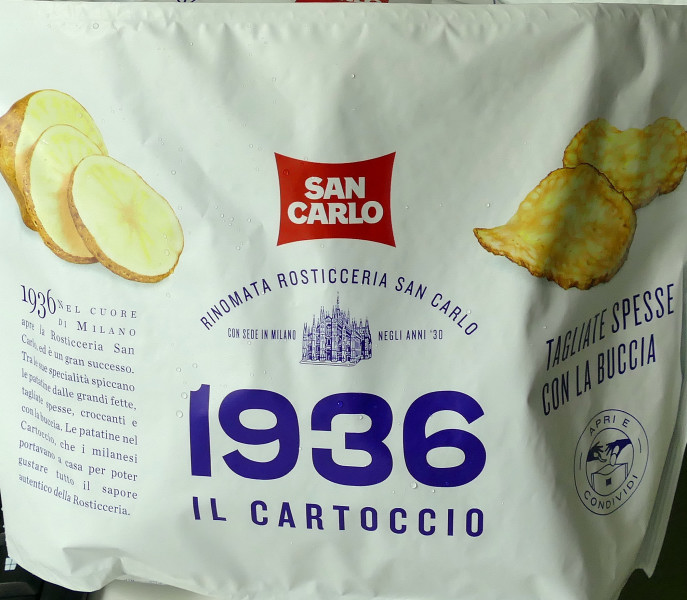 SAN
CARLO
RINOMATA ROSTICCERIA SAN CARLO
CON SEDE IN MILANO NEGLI ANNI '30
1936
IL CARTOCCIO
1936 NEL CUORE
DI MILANO
apre la Rosticceria San
Carlo, ed è un gran successo.
Tra le sue specialità spiccano
le patatine dalle grandi fette,
tagliate spesse, croccanti e
con la buccia. Le patatine nel
Cartoccio, che i milanesi
portavano a casa per poter
gustare tutto il sapore
autentico della Rosticceria.
TAGLIATE SPESSE
CON LA BUCCIA
APRI E
CONDIVIDI